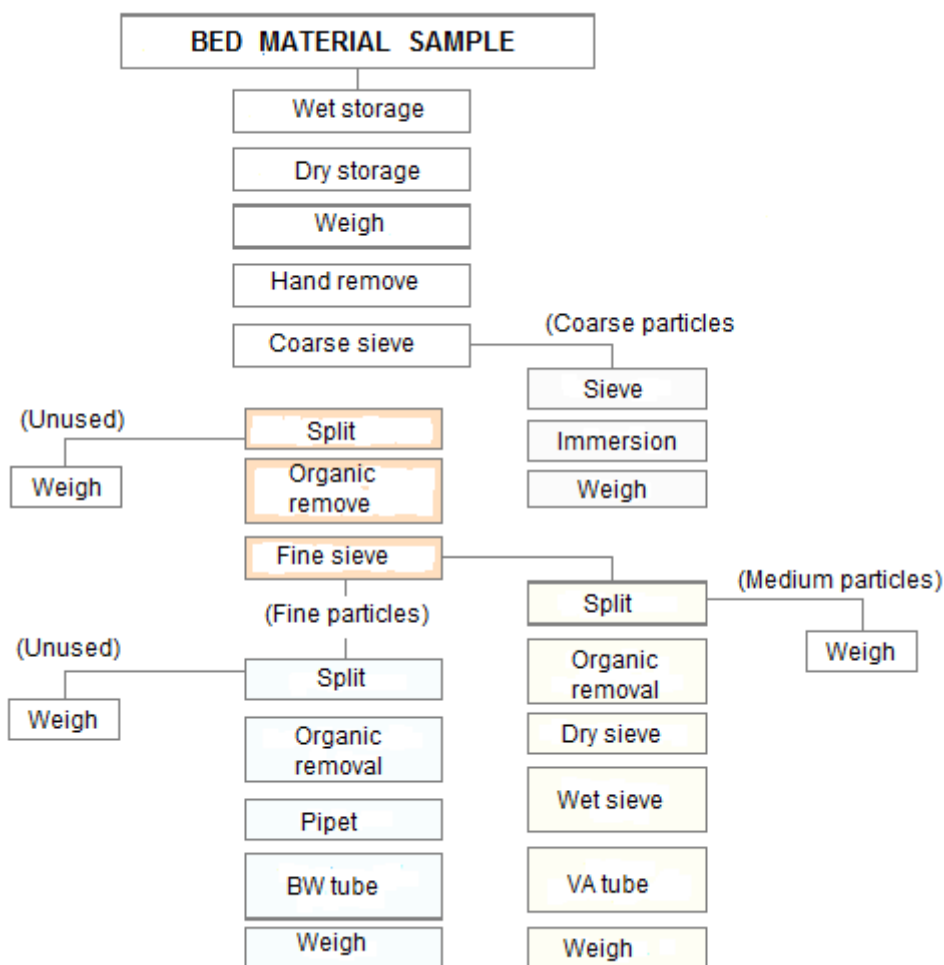 BED MATERIAL SAMPLE
Wet storage
Dry storage
Weigh
Hand remove
Coarse sieve
(Coarse particles
Sieve
Immersion
Weigh
(Unused)
Weigh
Split
Organic
remove
Fine sieve
(Fine particles)
(Medium particles)
Split
Weigh
Organic
removal
Dry sieve
Wet sieve
VA tube
Weigh
(Unused)
Weigh
Split
Organic
removal
Pipet
BW tube
Weigh